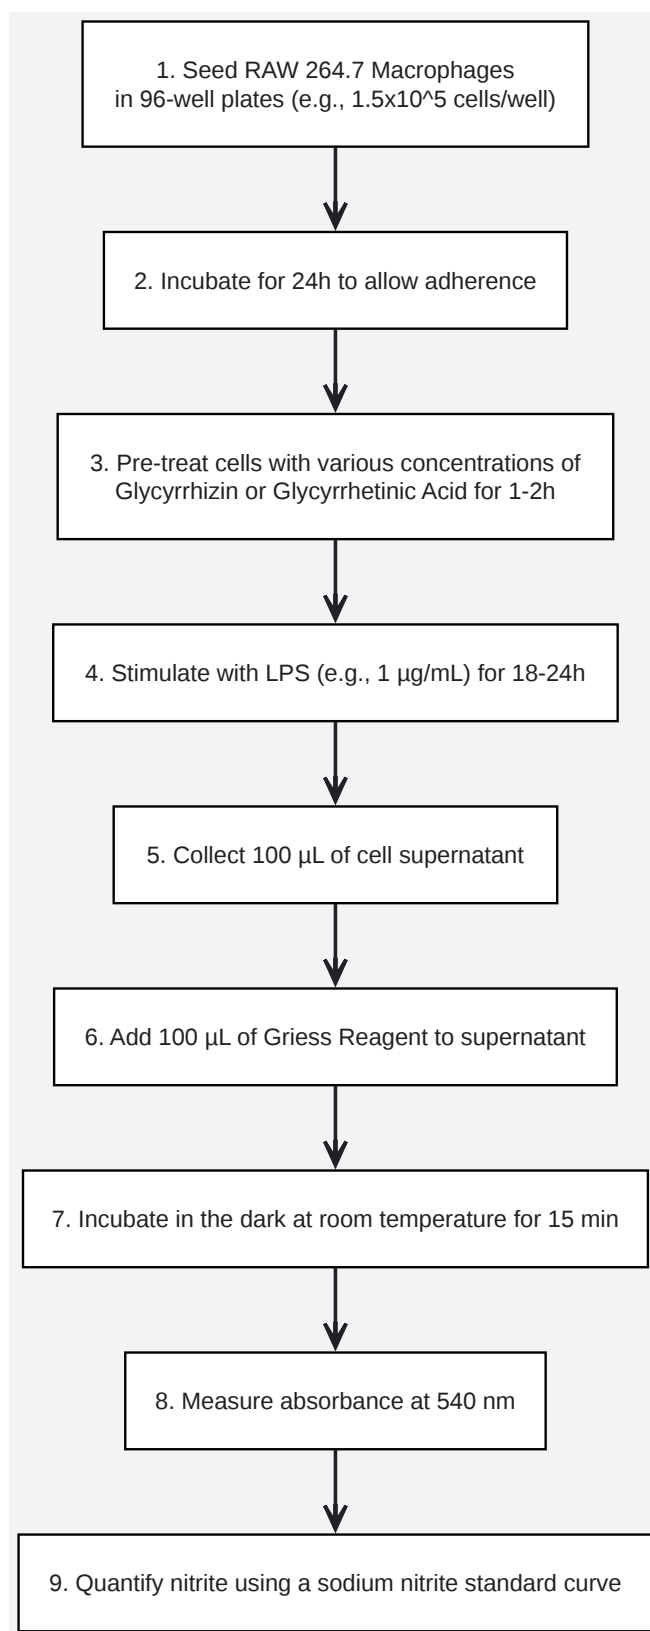 1. Seed RAW 264.7 Macrophages
in 96-well plates (e.g., 1.5x10^5 cells/well)
2. Incubate for 24h to allow adherence
3. Pre-treat cells with various concentrations of
Glycyrrhizin or Glycyrrhetinic Acid for 1-2h
4. Stimulate with LPS (e.g., 1 µg/mL) for 18-24h
5. Collect 100 µL of cell supernatant
6. Add 100 µL of Griess Reagent to supernatant
7. Incubate in the dark at room temperature for 15 min
8. Measure absorbance at 540 nm
9. Quantify nitrite using a sodium nitrite standard curve